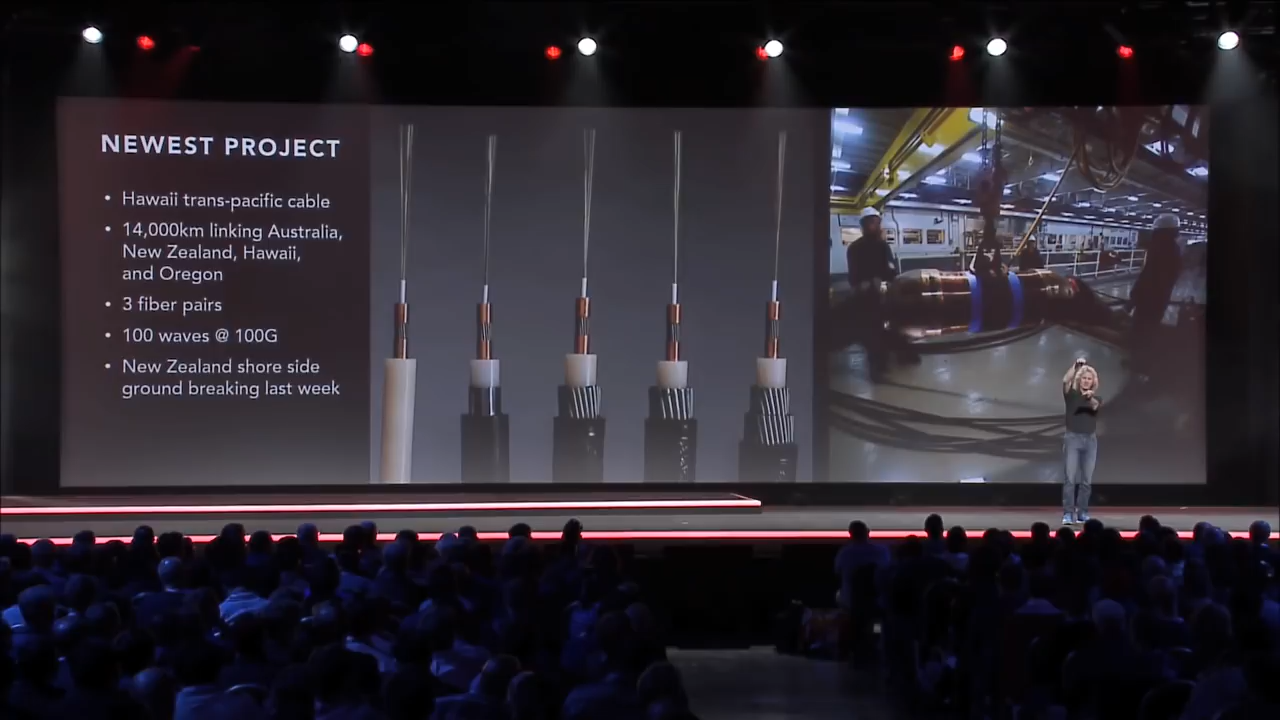 NEWEST PROJECT
• Hawaii trans-pacific cable
• 14,000km linking Australia,
New Zealand, Hawaii,
and Oregon
• 3 fiber pairs
• 100 waves @ 100G
• New Zealand shore side
ground breaking last week